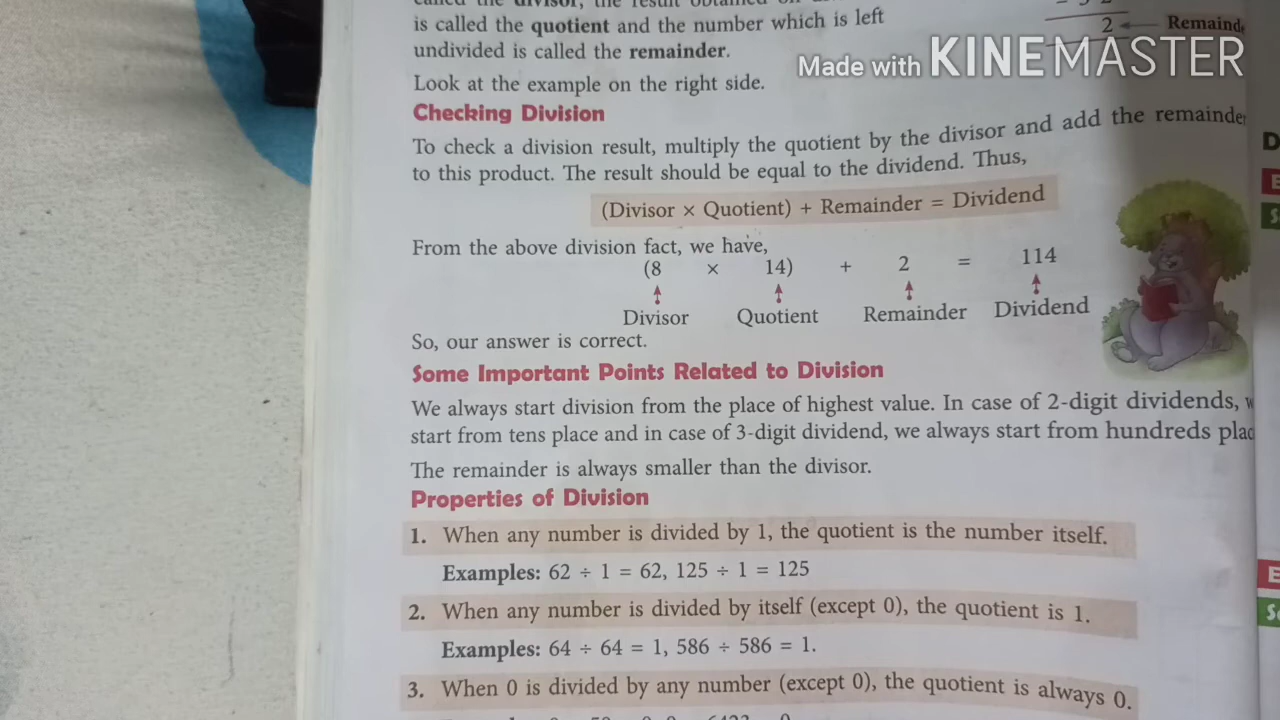 is called the quotient and the number which is left
undivided is called the remainder.
Look at the example on the right side.
2 Remaind
Made with KINEMASTER
Checking Division
To check a division result, multiply the quotient by the divisor and add the remainder
to this product. The result should be equal to the dividend. Thus,
(Divisor × Quotient) + Remainder = Dividend
From the above division fact, we have,
(8 × 14) + 2 = 114
Divisor Quotient Remainder Dividend
So, our answer is correct.
Some Important Points Related to Division
We always start division from the place of highest value. In case of 2-digit dividends, w
start from tens place and in case of 3-digit dividend, we always start from hundreds plac
The remainder is always smaller than the divisor.
Properties of Division
1. When any number is divided by 1, the quotient is the number itself.
Examples: 62 ÷ 1 = 62, 125 ÷ 1 = 125
2. When any number is divided by itself (except 0), the quotient is 1.
Examples: 64 ÷ 64 = 1, 586 ÷ 586 = 1.
3. When 0 is divided by any number (except 0), the quotient is always 0.